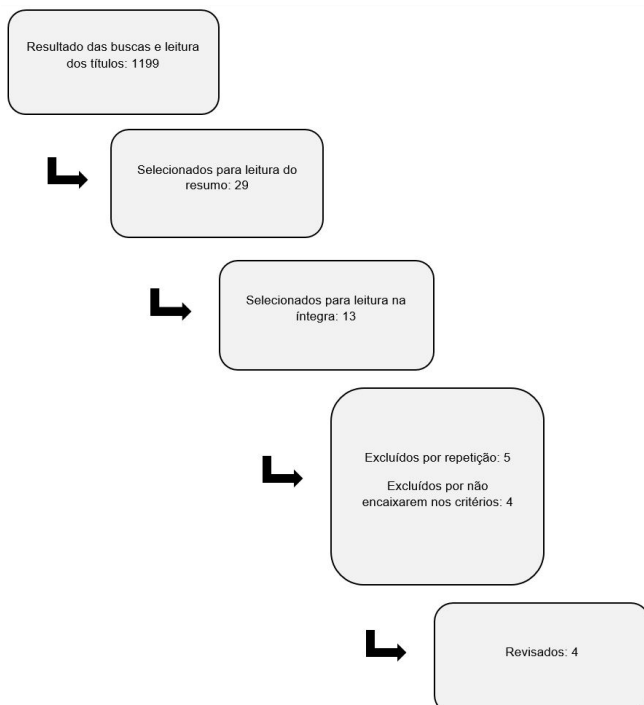 Resultado das buscas e leitura
dos títulos: 1199
Selecionados para leitura do
resumo: 29
Selecionados para leitura na
íntegra: 13
Excluídos por repetição: 5
Excluídos por não
encaixarem nos critérios: 4
Revisados: 4